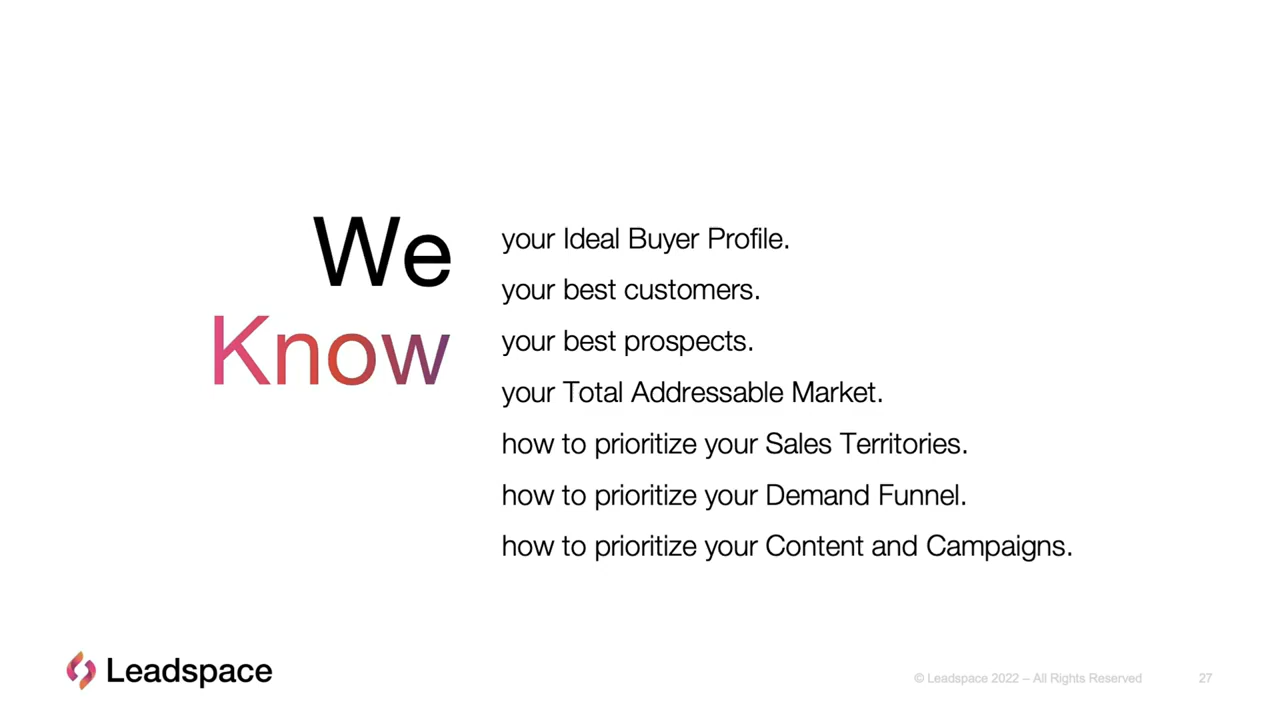 We
Know
your Ideal Buyer Profile.
your best customers.
your best prospects.
your Total Addressable Market.
how to prioritize your Sales Territories.
how to prioritize your Demand Funnel.
how to prioritize your Content and Campaigns.
Leadspace
© Leadspace 2022 – All Rights Reserved
27